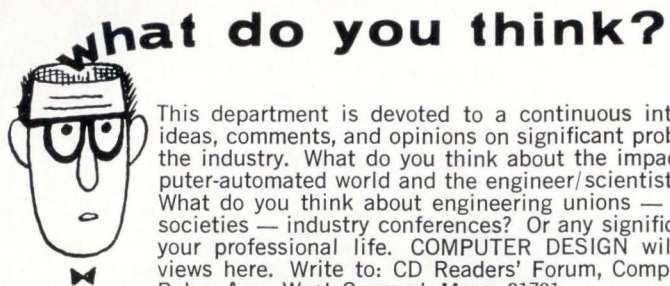 what do you think?
This department is devoted to a continuous
ideas, comments, and opinions on significant
the industry. What do you think about the
puter-automated world and the engineer/scientist
What do you think about engineering unions —
societies — industry conferences? Or any
your professional life. COMPUTER DESIGN
views here. Write to: CD Readers' Forum,